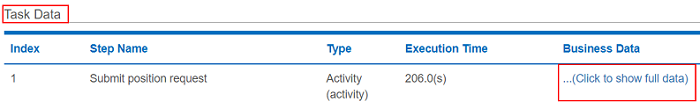 Task Data
Index Step Name Type Execution Time Business Data
1 Submit position request Activity 206.0(s) ...(Click to show full data)
(activity)